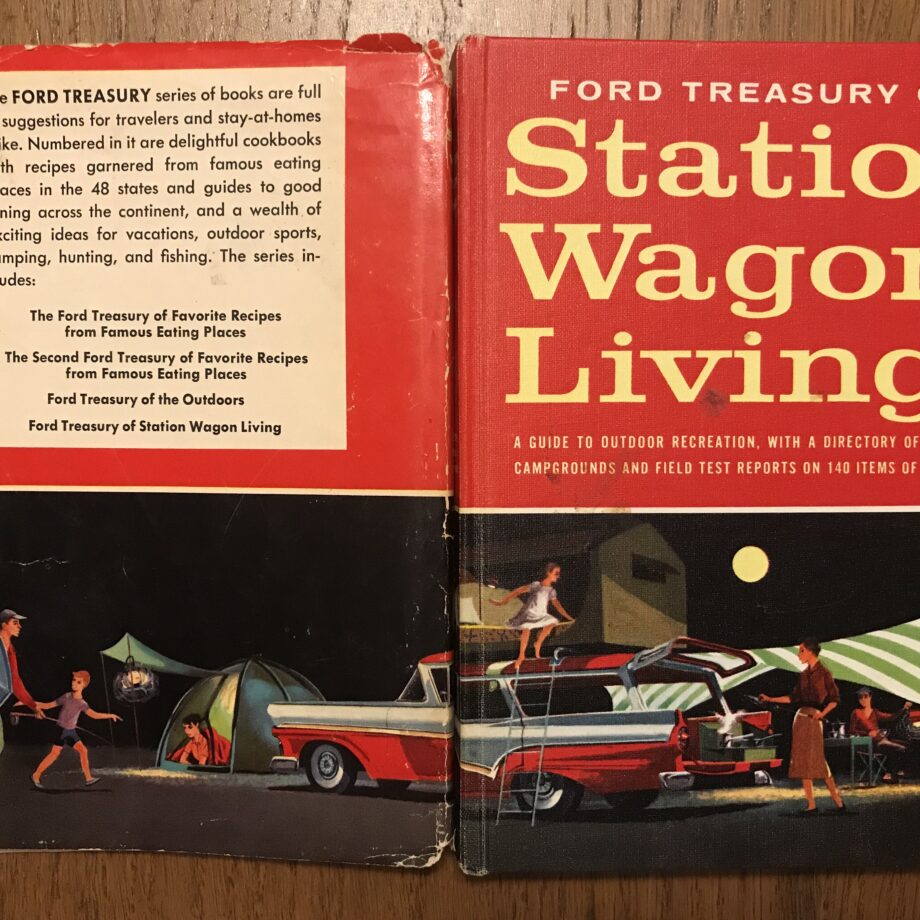 e FORD TREASURY series of books are full
suggestions for travelers and stay-at-homes
ike. Numbered in it are delightful cookbooks
th recipes garnered from famous eating
aces in the 48 states and guides to good
ning across the continent, and a wealth of
xciting ideas for vacations, outdoor sports,
amping, hunting, and fishing. The series in-
udes:
The Ford Treasury of Favorite Recipes
from Famous Eating Places
The Second Ford Treasury of Favorite Recipes
from Famous Eating Places
Ford Treasury of the Outdoors
Ford Treasury of Station Wagon Living
FORD TREASURY
Statio
Wagon
Living
A GUIDE TO OUTDOOR RECREATION, WITH A DIRECTORY OF
CAMPGROUNDS AND FIELD TEST REPORTS ON 140 ITEMS OF